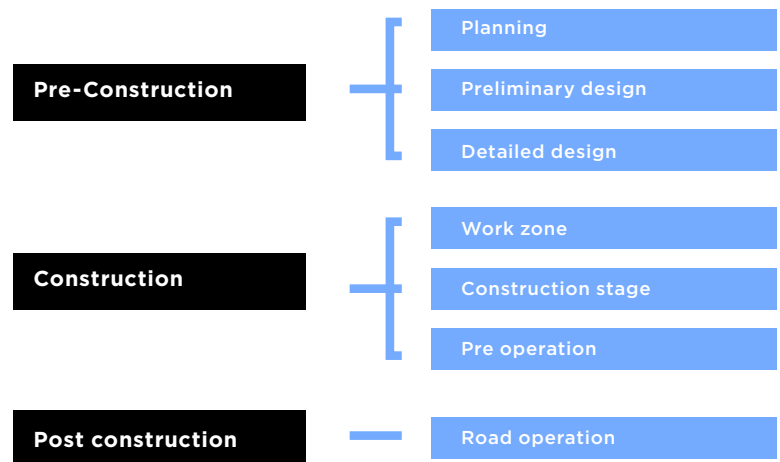 Pre-Construction
Planning
Preliminary design
Detailed design
Construction
Work zone
Construction stage
Pre operation
Post construction
Road operation